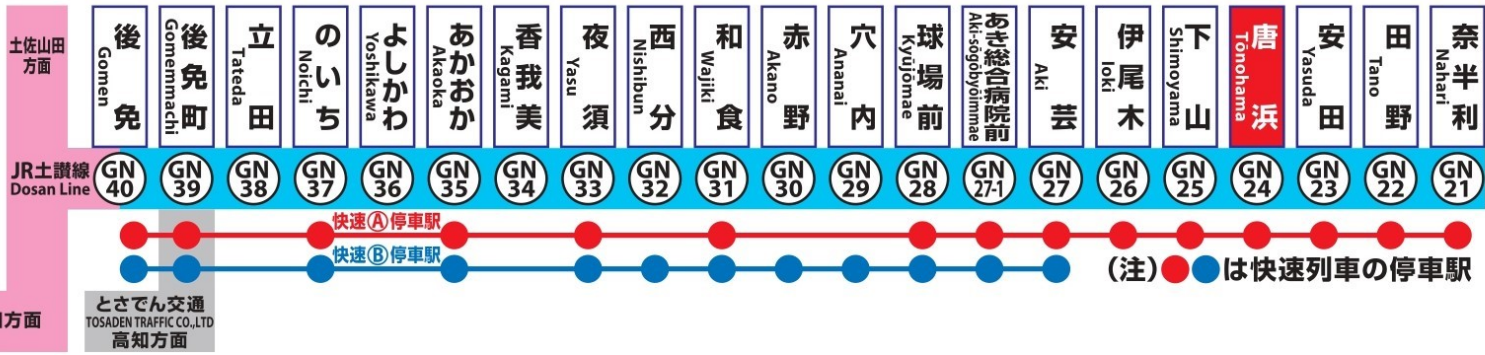 土佐山田
方面
後免
Gomen
後免町
Gomemmachi
立田
Tateda
のいち
Noichi
よしかわ
Yoshikawa
あかおか
Akaoka
香我美
Kagami
夜須
Yasu
西分
Nishibun
和食
Wajiki
赤野
Akano
穴内
Ananai
球場前
Kyūjōmae
あき総合病院前
Aki-sōgōbyōimmae
安芸
Aki
伊尾木
Ioki
下山
Shimoyama
唐浜
Tōnohama
安田
Yasuda
田野
Tano
奈半利
Nahari
JR土讃線
Dosan Line
GN 40
GN 39
GN 38
GN 37
GN 36
GN 35
GN 34
GN 33
GN 32
GN 31
GN 30
GN 29
GN 28
GN 27-1
GN 27
GN 26
GN 25
GN 24
GN 23
GN 22
GN 21
快速Ⓐ停車駅
快速Ⓑ停車駅
(注)●●は快速列車の停車駅
方面
とさでん交通
TOSADEN TRAFFIC CO.,LTD
高知方面